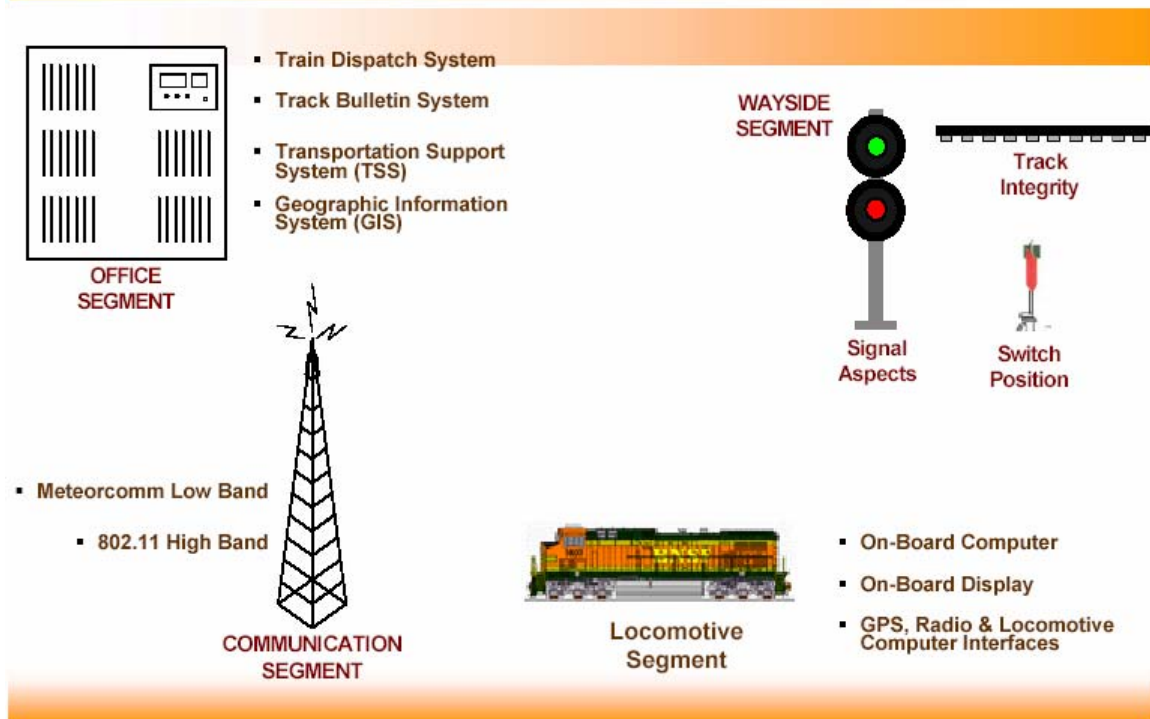 ▪ Train Dispatch System
▪ Track Bulletin System
▪ Transportation Support
System (TSS)
▪ Geographic Information
System (GIS)
OFFICE
SEGMENT
WAYSIDE
SEGMENT
Track
Integrity
Signal
Aspects
Switch
Position
▪ Meteorcomm Low Band
▪ 802.11 High Band
COMMUNICATION
SEGMENT
BNSF
Locomotive
Segment
▪ On-Board Computer
▪ On-Board Display
▪ GPS, Radio & Locomotive
Computer Interfaces